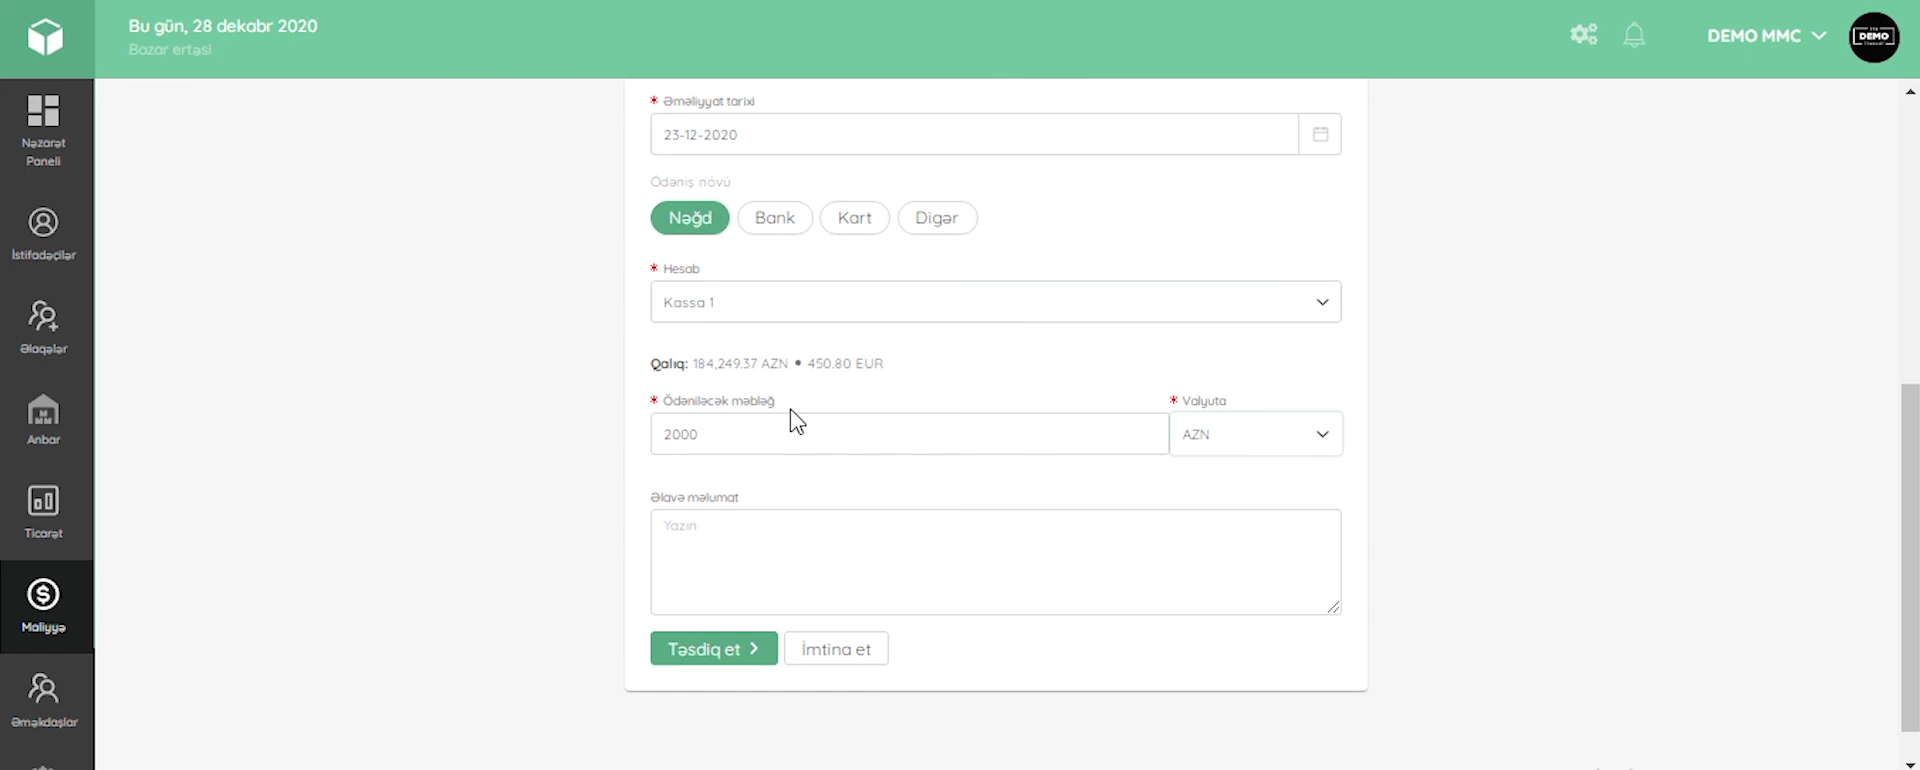 Bu gün, 28 dekabr 2020
Bazar ertəsi
DEMO MMC
DEMO
Nəzarət
Paneli
İstifadəçilər
Əlaqələr
Anbar
Ticarət
Maliyyə
Əməkdaşlar
* Əməliyyat tarixi
23-12-2020
Ödəniş növü
Nəğd
Bank
Kart
Digər
* Hesab
Kassa 1
Qalıq: 184,249.37 AZN • 450.80 EUR
* Ödəniləcək məbləğ
* Valyuta
2000
AZN
Əlavə məlumat
Yazın
Təsdiq et
İmtina et